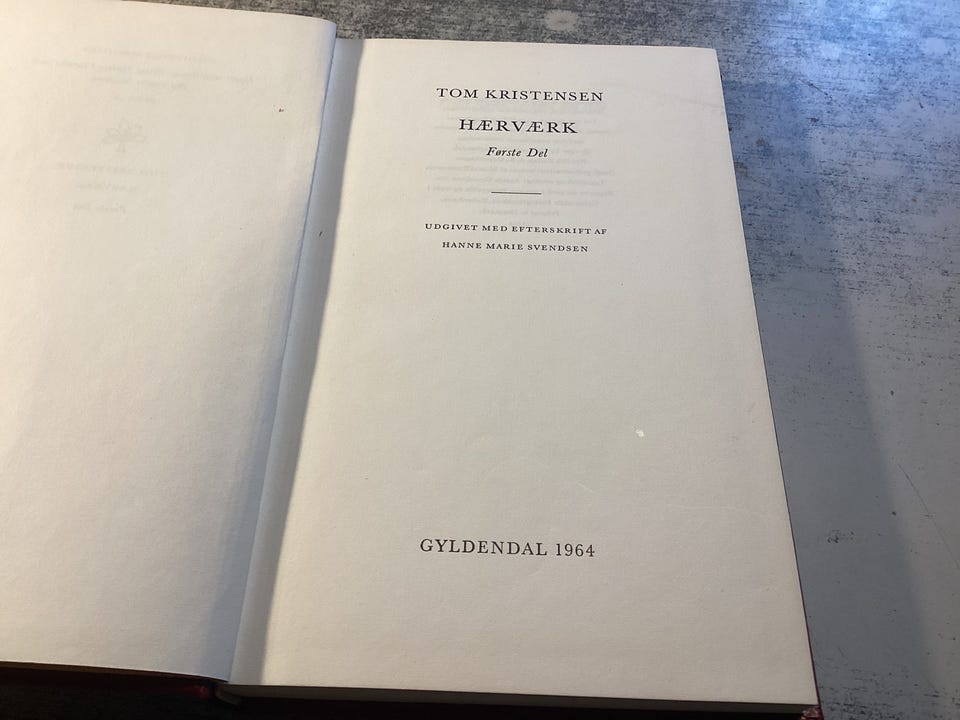 TOM KRISTENSEN
HÆRVÆRK
Første Del
UDGIVET MED EFTERSKRIFT AF
HANNE MARIE SVENDSEN
GYLDENDAL 1964